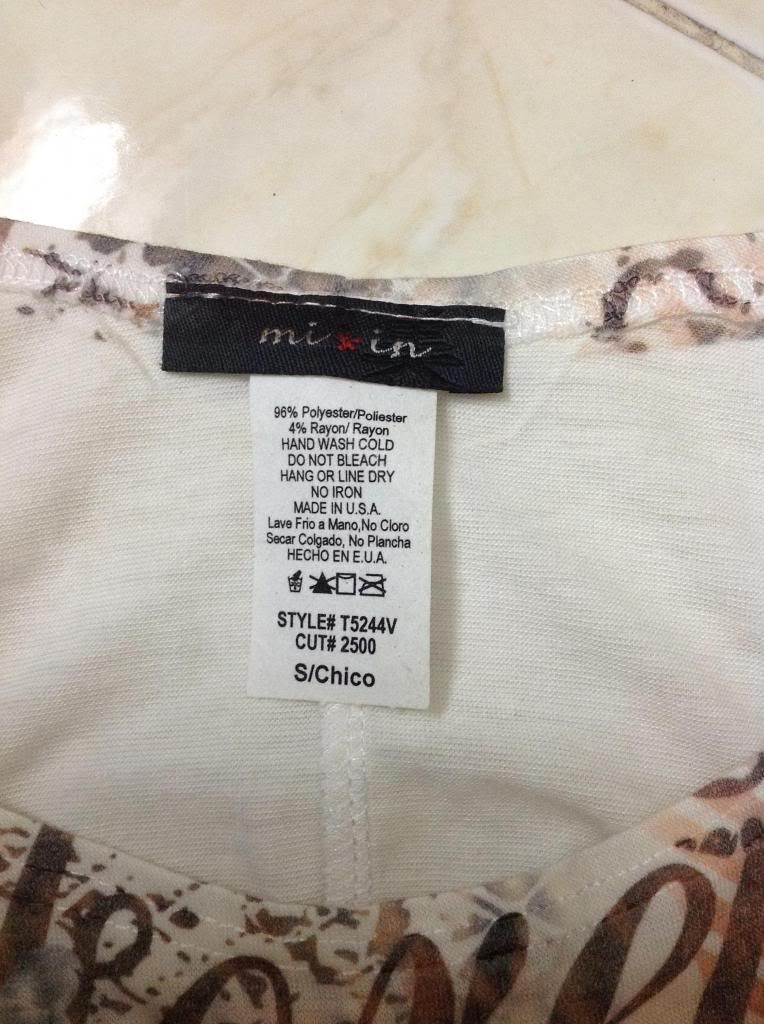 mi in
96% Polyester/Poliester
4% Rayon/ Rayon
HAND WASH COLD
DO NOT BLEACH
HANG OR LINE DRY
NO IRON
MADE IN U.S.A.
Lave Frio a Mano,No Cloro
Secar Colgado, No Plancha
HECHO EN E.U.A.
STYLE# T5244V
CUT# 2500
S/Chico